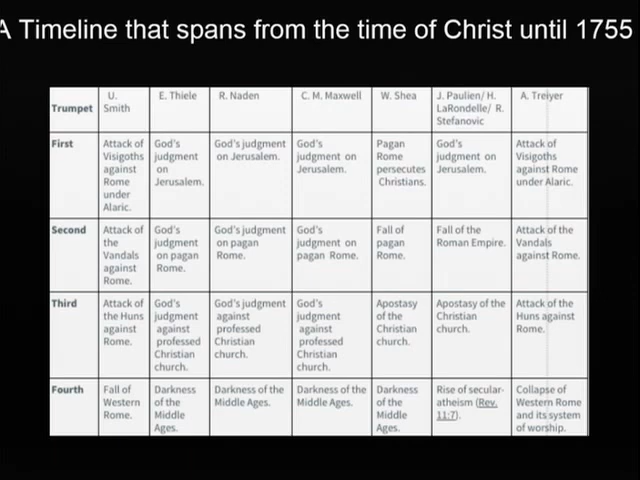 A Timeline that spans from the time of Christ until 1755
Trumpet
U.
Smith
E. Thiele
R. Naden
C. M. Maxwell
W. Shea
J. Paulien/ H.
LaRondelle/ R.
Stefanovic
A. Treiyer
First
Attack of
Visigoths
against
Rome
under
Alaric.
God's
judgment
on
Jerusalem.
God's judgment
on Jerusalem.
God's
judgment on
Jerusalem.
Pagan
Rome
persecutes
Christians.
God's
judgment on
Jerusalem.
Attack of
Visigoths
against Rome
under Alaric.
Second
Attack of
the
Vandals
against
Rome.
God's
judgment
on pagan
Rome.
God's judgment
on pagan
Rome.
God's
judgment on
pagan Rome.
Fall of
pagan
Rome.
Fall of the
Roman Empire.
Attack of the
Vandals
against Rome.
Third
Attack of
the Huns
against
Rome.
God's
judgment
against
professed
Christian
church.
God's judgment
against
professed
Christian
church.
God's
judgment
against
professed
Christian
church.
Apostasy
of the
Christian
church.
Apostasy of the
Christian
church.
Attack of the
Huns against
Rome.
Fourth
Fall of
Western
Rome.
Darkness
of the
Middle
Ages.
Darkness of the
Middle Ages.
Darkness of the
Middle Ages.
Darkness
of the
Middle
Ages.
Rise of secular-
atheism (Rev.
11:7).
Collapse of
Western Rome
and its system
of worship.